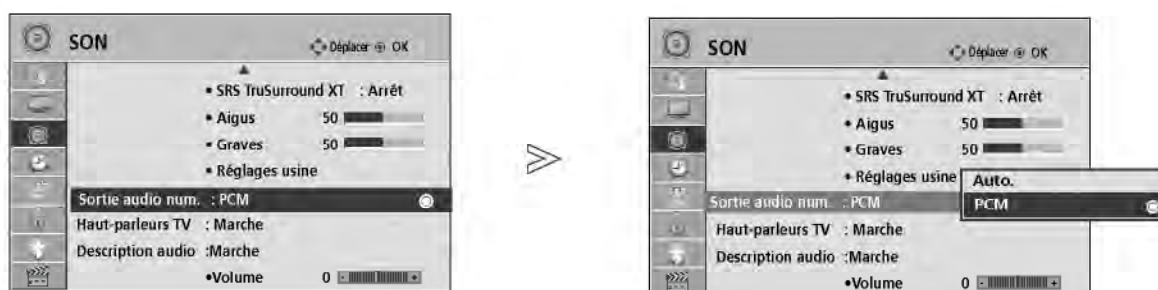 SON
Déplacer OK
• SRS TruSurround XT : Arrêt
• Aigus 50
• Graves 50
• Réglages usine
Sortie audio num. : PCM
Haut-parleurs TV : Marche
Description audio :Marche
•Volume 0 - +
SON
Déplacer OK
• SRS TruSurround XT : Arrêt
• Aigus 50
• Graves 50
• Réglages usine
Auto.
Sortie audio num. : PCM
PCM
Haut-parleurs TV : Marche
Description audio :Marche
•Volume 0 - +